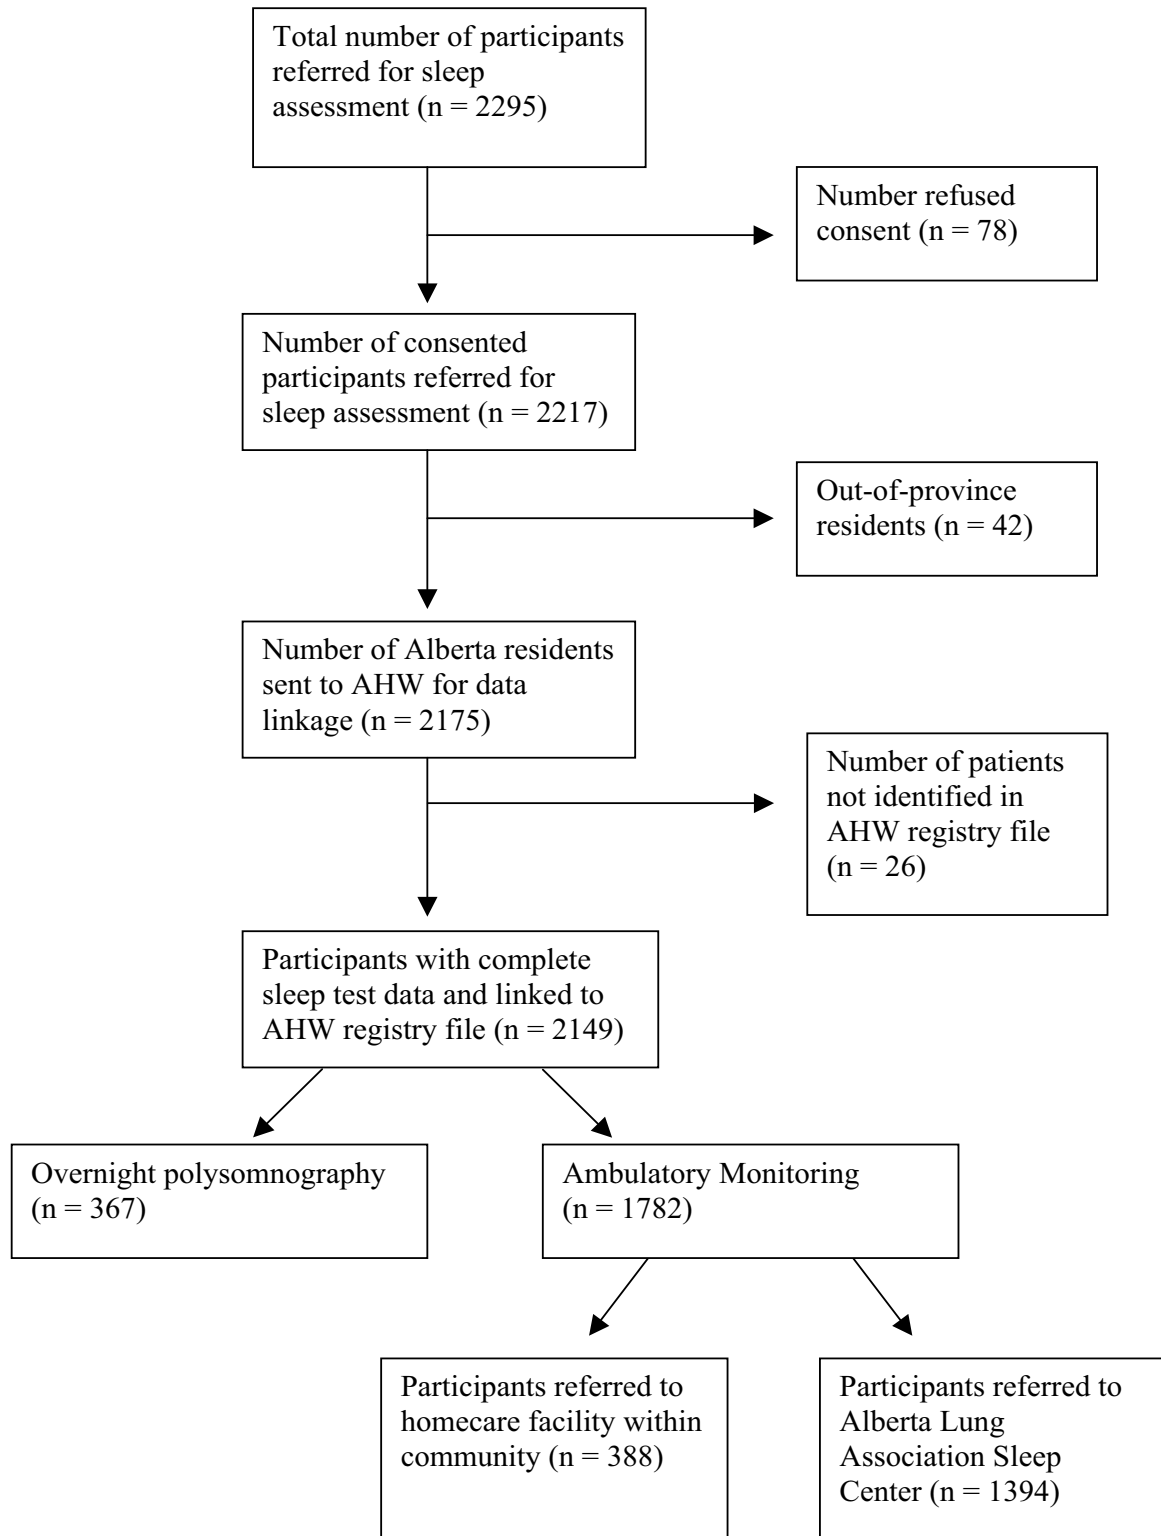 Total number of participants
referred for sleep
assessment (n = 2295)
Number refused
consent (n = 78)
Number of consented
participants referred for
sleep assessment (n = 2217)
Out-of-province
residents (n = 42)
Number of Alberta residents
sent to AHW for data
linkage (n = 2175)
Number of patients
not identified in
AHW registry file
(n = 26)
Participants with complete
sleep test data and linked to
AHW registry file (n = 2149)
Overnight polysomnography
(n = 367)
Ambulatory Monitoring
(n = 1782)
Participants referred to
homecare facility within
community (n = 388)
Participants referred to
Alberta Lung
Association Sleep
Center (n = 1394)